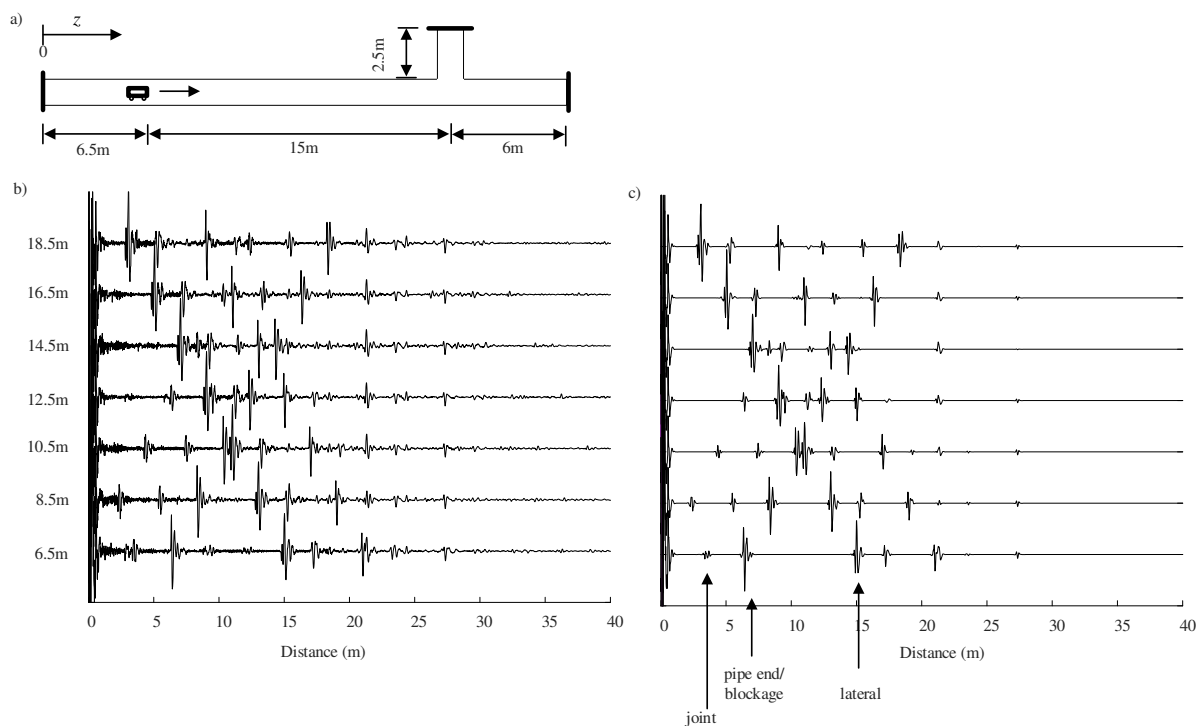 a)
z
0
2.5m
6.5m
15m
6m
b)
18.5m
16.5m
14.5m
12.5m
10.5m
8.5m
6.5m
0 5 10 15 20 25 30 35 40
Distance (m)
c)
0 5 10 15 20 25 30 35 40
Distance (m)
pipe end/
blockage
lateral
joint